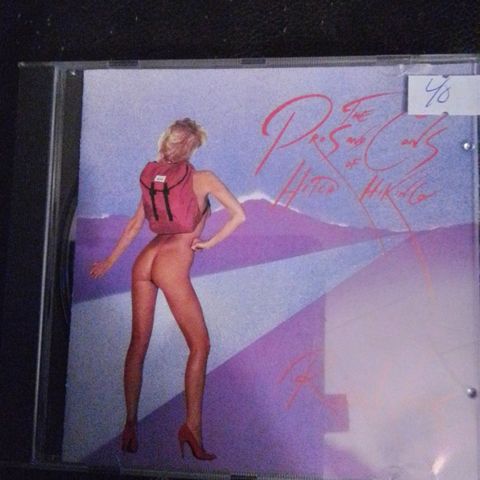 40
THE
PROS AND CONS
OF
HITCH HIKING